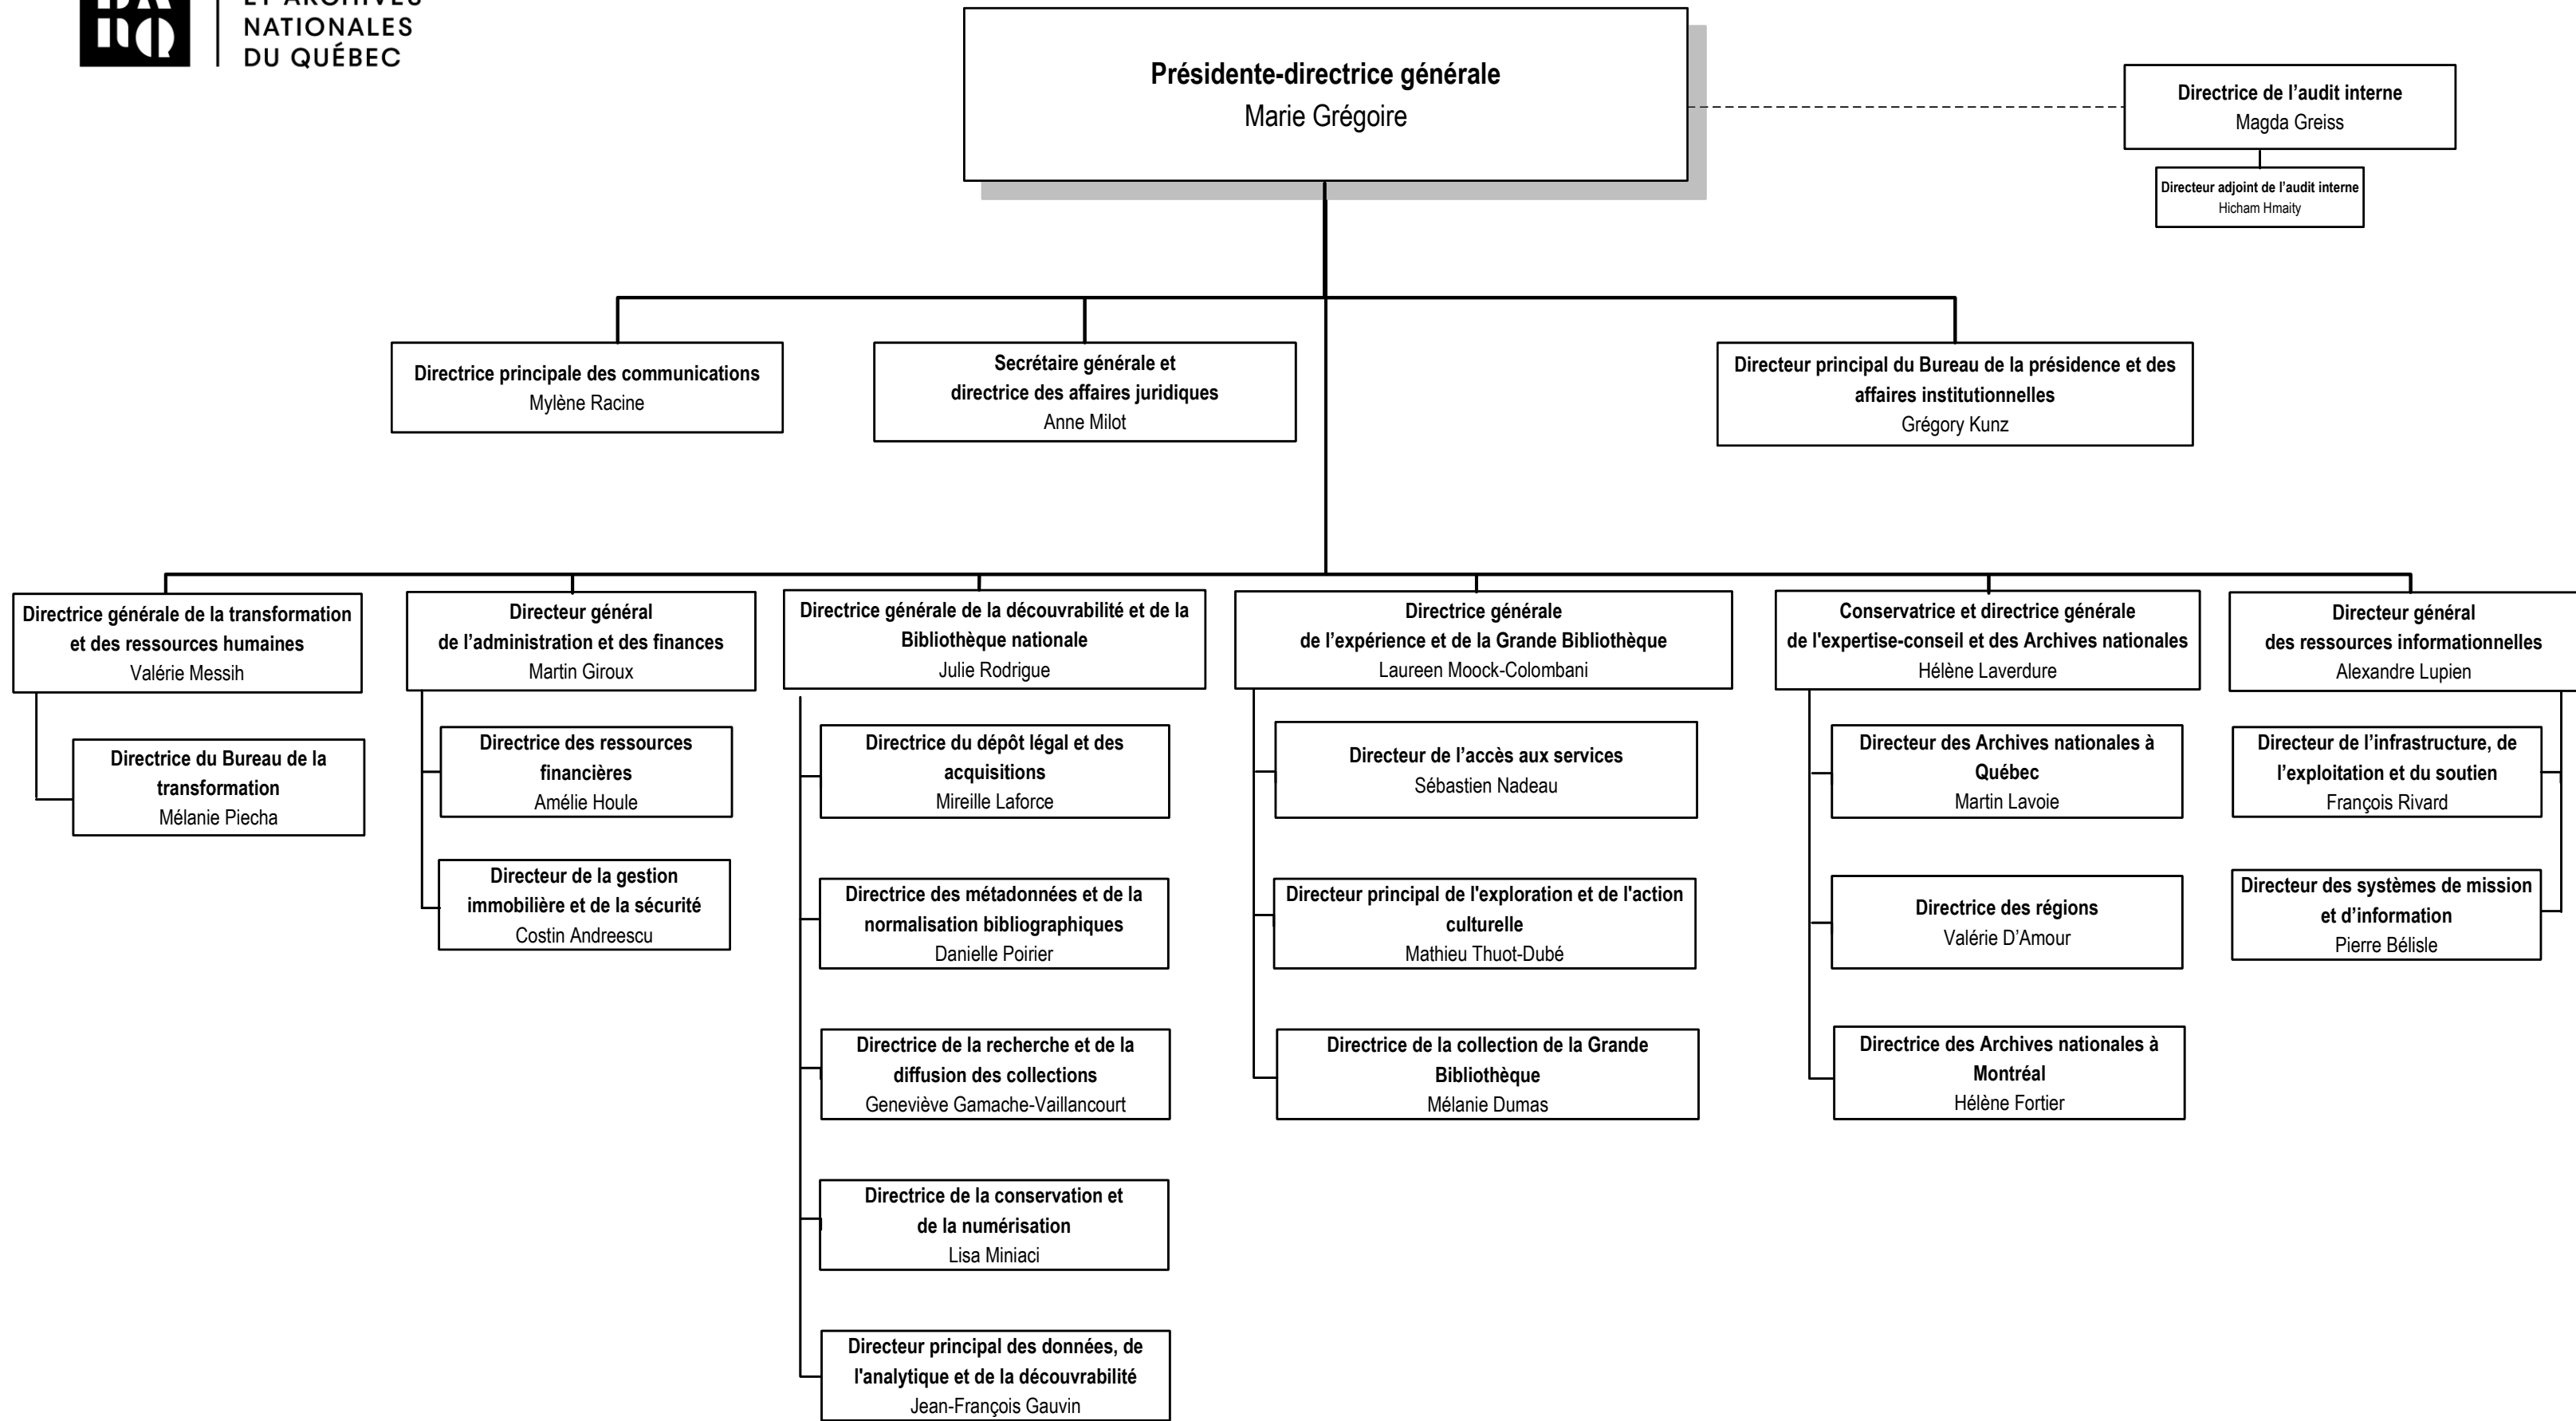 NATIONALES
DU QUÉBEC
Présidente-directrice générale
Marie Grégoire
Directrice de l’audit interne
Magda Greiss
Directeur adjoint de l’audit interne
Hicham Hmaity
Directrice principale des communications
Mylène Racine
Secrétaire générale et
directrice des affaires juridiques
Anne Milot
Directeur principal du Bureau de la présidence et des
affaires institutionnelles
Grégory Kunz
Directrice générale de la transformation
et des ressources humaines
Valérie Messih
Directrice du Bureau de la
transformation
Mélanie Piecha
Directeur général
de l’administration et des finances
Martin Giroux
Directrice des ressources
financières
Amélie Houle
Directeur de la gestion
immobilière et de la sécurité
Costin Andreescu
Directrice générale de la découvrabilité et de la
Bibliothèque nationale
Julie Rodrigue
Directrice du dépôt légal et des
acquisitions
Mireille Laforce
Directrice des métadonnées et de la
normalisation bibliographiques
Danielle Poirier
Directrice de la recherche et de la
diffusion des collections
Geneviève Gamache-Vaillancourt
Directrice de la conservation et
de la numérisation
Lisa Miniaci
Directeur principal des données, de
l'analytique et de la découvrabilité
Jean-François Gauvin
Directrice générale
de l’expérience et de la Grande Bibliothèque
Laureen Moock-Colombani
Directeur de l’accès aux services
Sébastien Nadeau
Directeur principal de l'exploration et de l'action
culturelle
Mathieu Thuot-Dubé
Directrice de la collection de la Grande
Bibliothèque
Mélanie Dumas
Conservatrice et directrice générale
de l'expertise-conseil et des Archives nationales
Hélène Laverdure
Directeur des Archives nationales à
Québec
Martin Lavoie
Directrice des régions
Valérie D’Amour
Directrice des Archives nationales à
Montréal
Hélène Fortier
Directeur général
des ressources informationnelles
Alexandre Lupien
Directeur de l’infrastructure, de
l’exploitation et du soutien
François Rivard
Directeur des systèmes de mission
et d’information
Pierre Bélisle